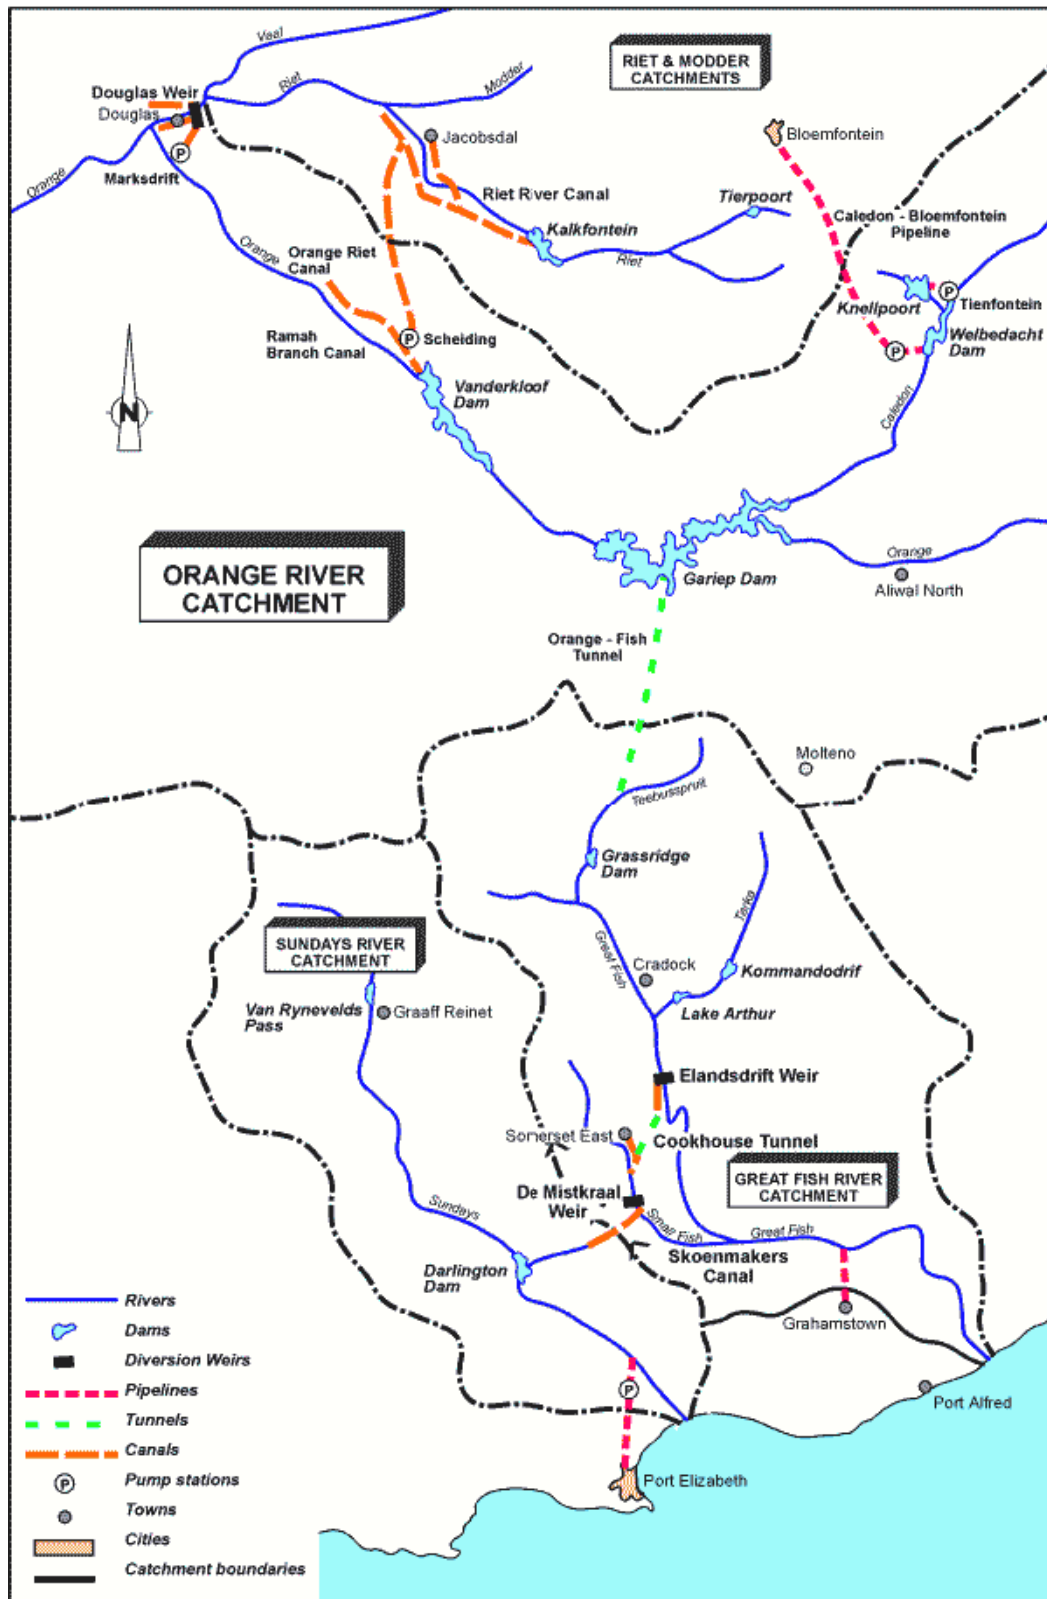 Vaal
RIET & MODDER
CATCHMENTS
Riet
Modder
Douglas Weir
Douglas
Jacobsdal
Bloemfontein
P
Marksdrift
Orange
Riet River Canal
Tierpoort
Kalkfontein
Caledon - Bloemfontein
Pipeline
Orange
Orange Riet
Canal
Riet
P
Knellpoort
Tienfontein
Ramah
Branch Canal
P
Scheiding
P
Welbedacht
Dam
Vanderkloof
Dam
Caledon
N
ORANGE RIVER
CATCHMENT
Gariep Dam
Orange
Aliwal North
Orange - Fish
Tunnel
Molteno
Teebusspruit
Grassridge
Dam
Tarka
SUNDAYS RIVER
CATCHMENT
Great Fish
Cradock
Kommandodrif
Van Rynevelds
Pass
Graaff Reinet
Lake Arthur
Elandsdrift Weir
Somerset East
Cookhouse Tunnel
GREAT FISH RIVER
CATCHMENT
De Mistkraal
Weir
Sundays
Small Fish
Great Fish
Skoenmakers
Canal
Darlington
Dam
Grahamstown
P
Port Alfred
Port Elizabeth
Rivers
Dams
Diversion Weirs
Pipelines
Tunnels
Canals
P
Pump stations
Towns
Cities
Catchment boundaries